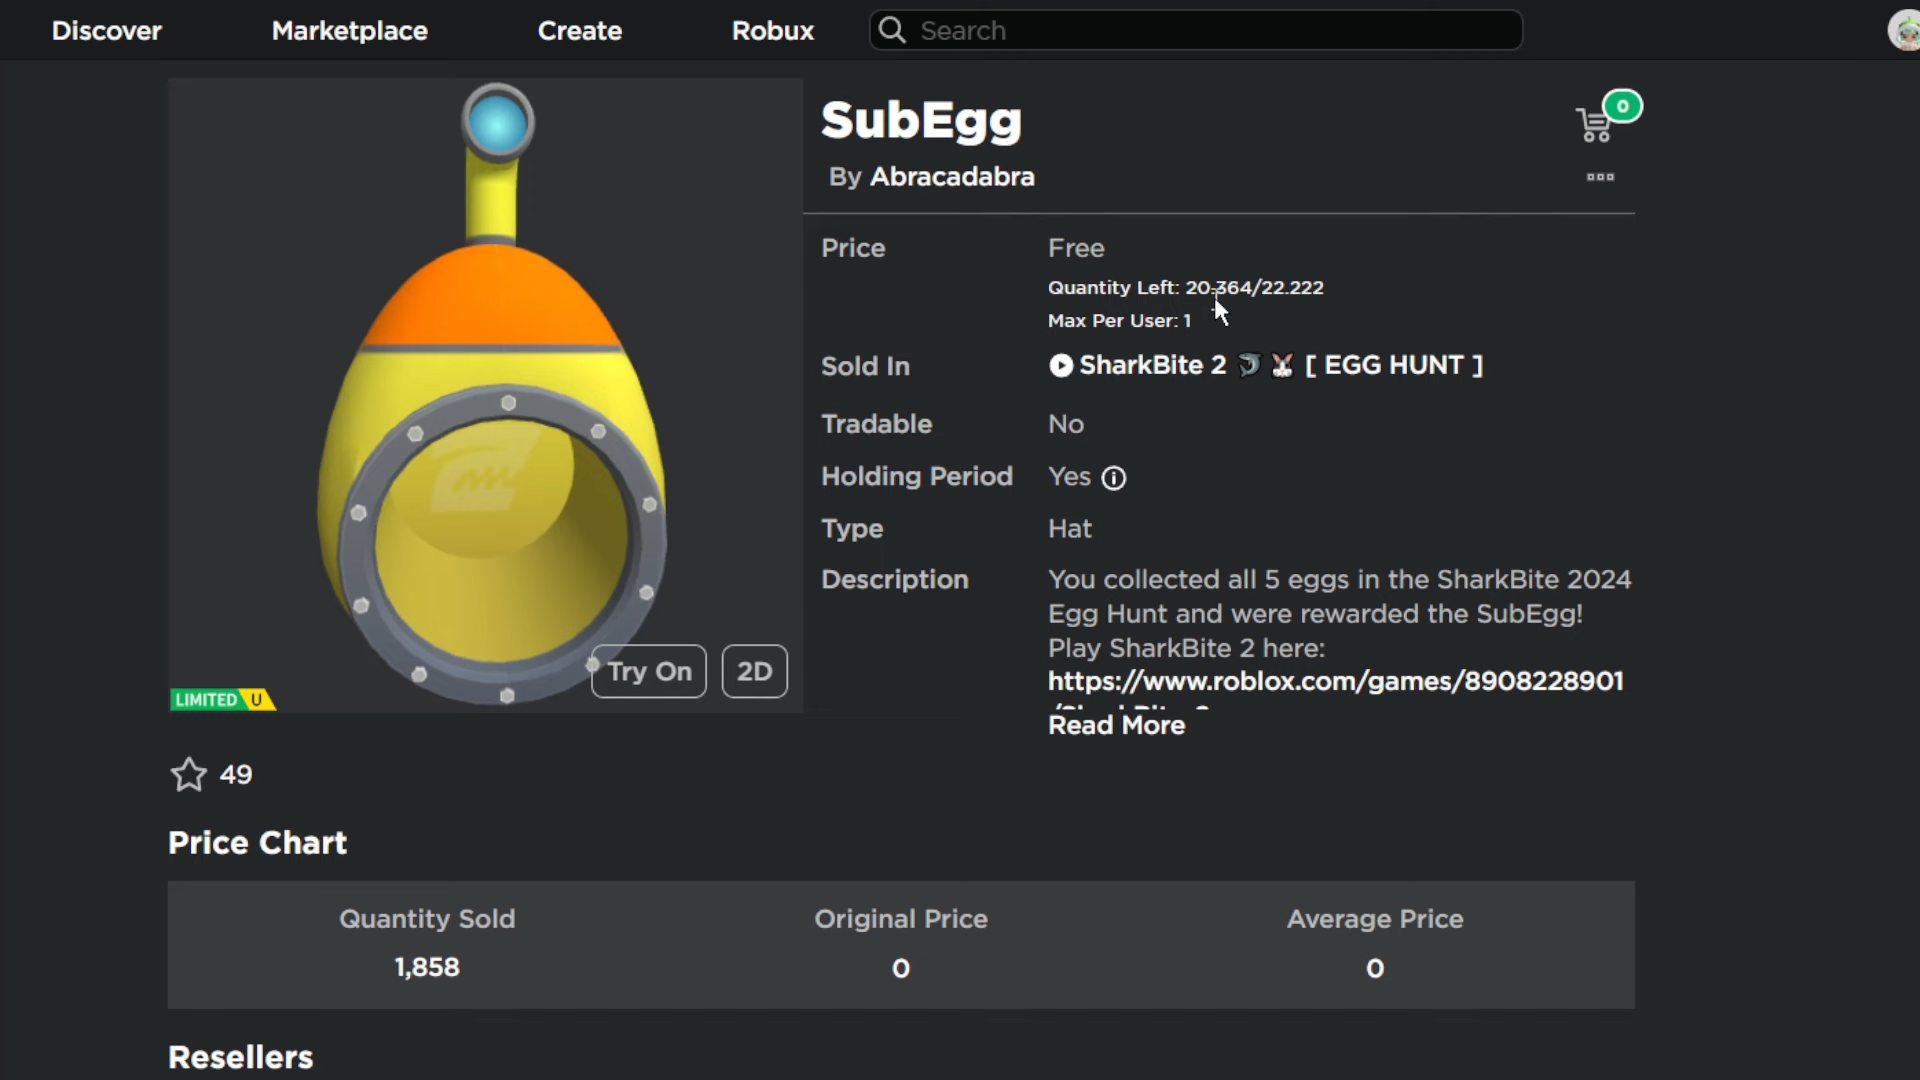 Discover
Marketplace
Create
Robux
Search
SubEgg
0
By Abracadabra
Price
Free
Quantity Left: 20.364/22.222
Max Per User: 1
Sold In
SharkBite 2 🦈 🐰 [ EGG HUNT ]
Tradable
No
Holding Period
Yes
Type
Hat
Description
You collected all 5 eggs in the SharkBite 2024
Egg Hunt and were rewarded the SubEgg!
Play SharkBite 2 here:
https://www.roblox.com/games/8908228901
Read More
Try On
2D
LIMITED U
49
Price Chart
Quantity Sold
Original Price
Average Price
1,858
0
0
Resellers